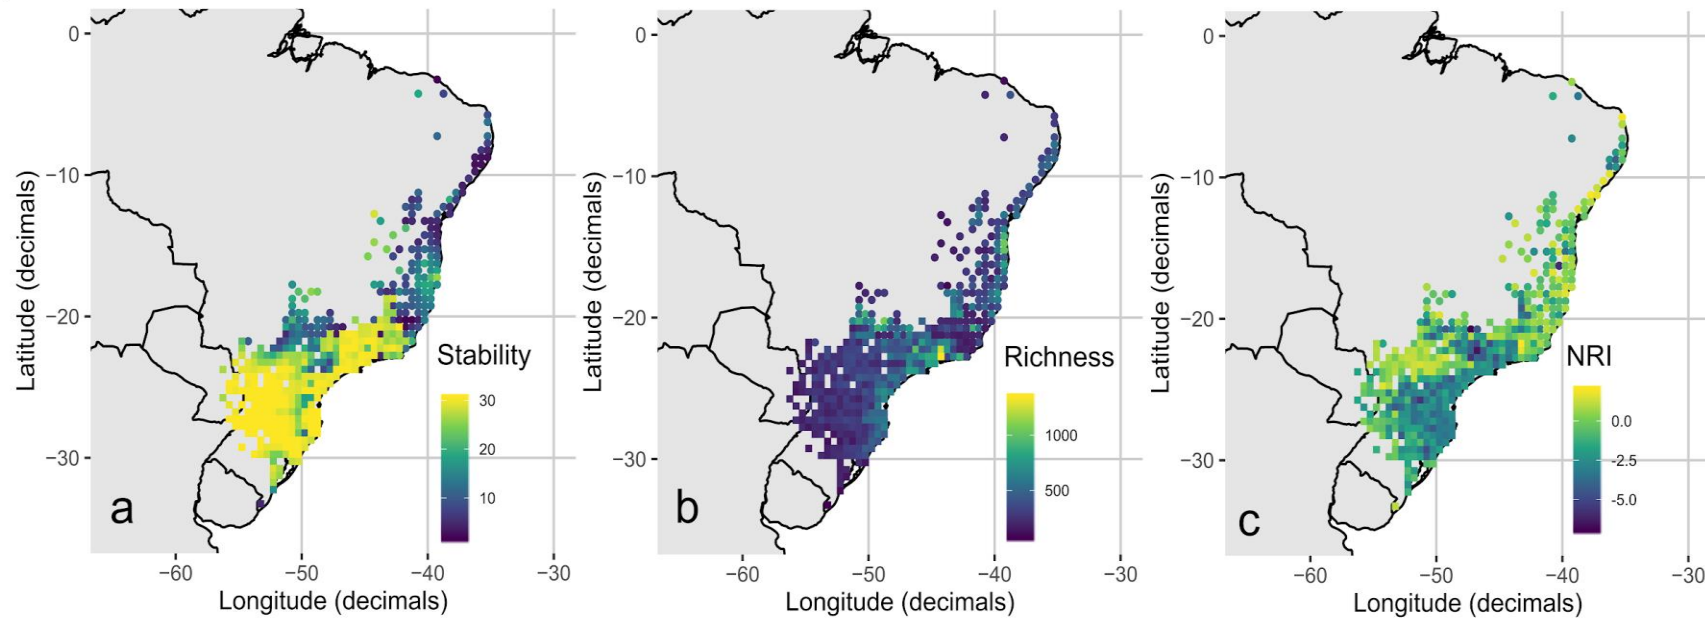 0
−10
−20
−30
−60
−50
−40
−30
Latitude (decimals)
Longitude (decimals)
Stability
30
20
10
a
0
−10
−20
−30
−60
−50
−40
−30
Latitude (decimals)
Longitude (decimals)
Richness
1000
500
b
0
−10
−20
−30
−60
−50
−40
−30
Latitude (decimals)
Longitude (decimals)
NRI
0.0
-2.5
-5.0
c